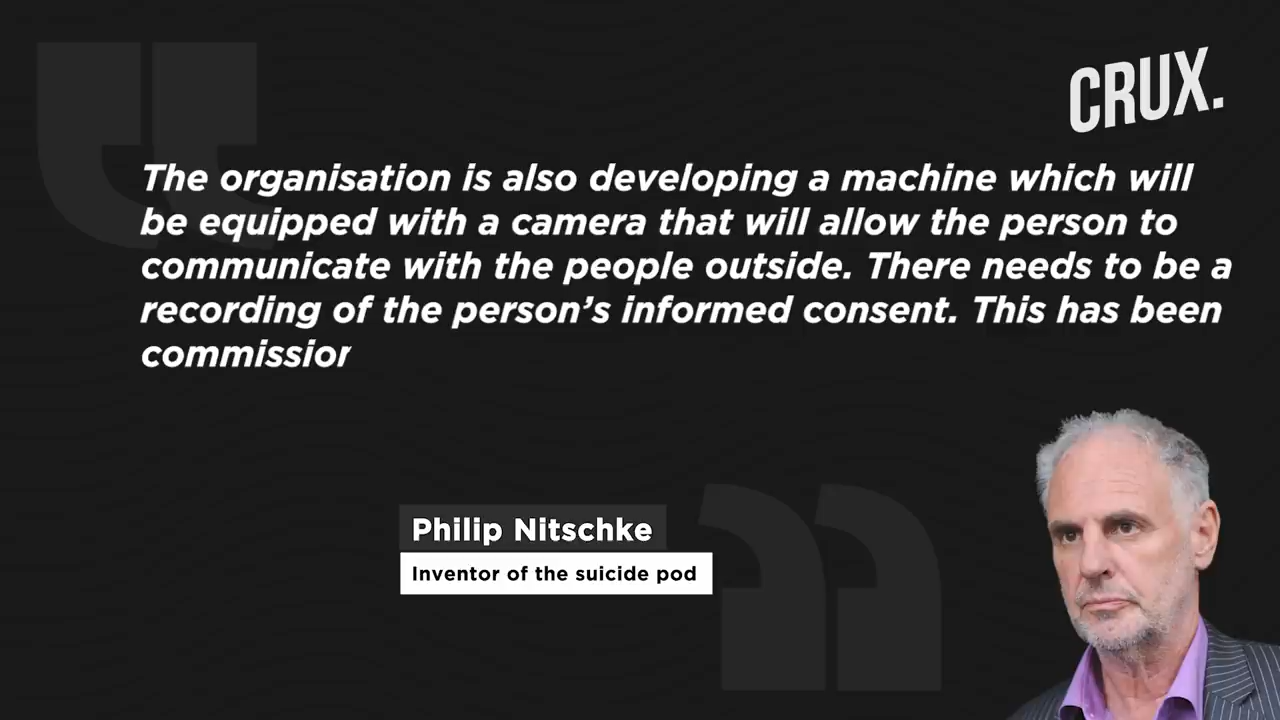 CRUX.
The organisation is also developing a machine which will
be equipped with a camera that will allow the person to
communicate with the people outside. There needs to be a
recording of the person's informed consent. This has been
commission
Philip Nitschke
Inventor of the suicide pod